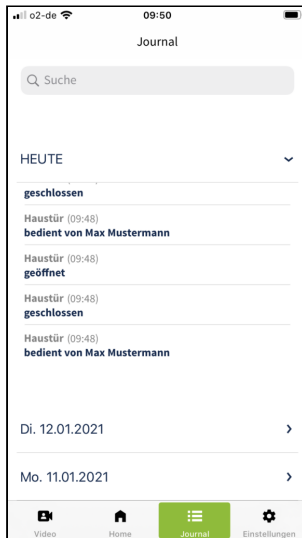 o2-de 09:50
Journal
Suche
HEUTE
geschlossen
Haustür (09:48)
bedient von Max Mustermann
Haustür (09:48)
geöffnet
Haustür (09:48)
geschlossen
Haustür (09:48)
bedient von Max Mustermann
Di. 12.01.2021
Mo. 11.01.2021
Video Home Journal Einstellungen